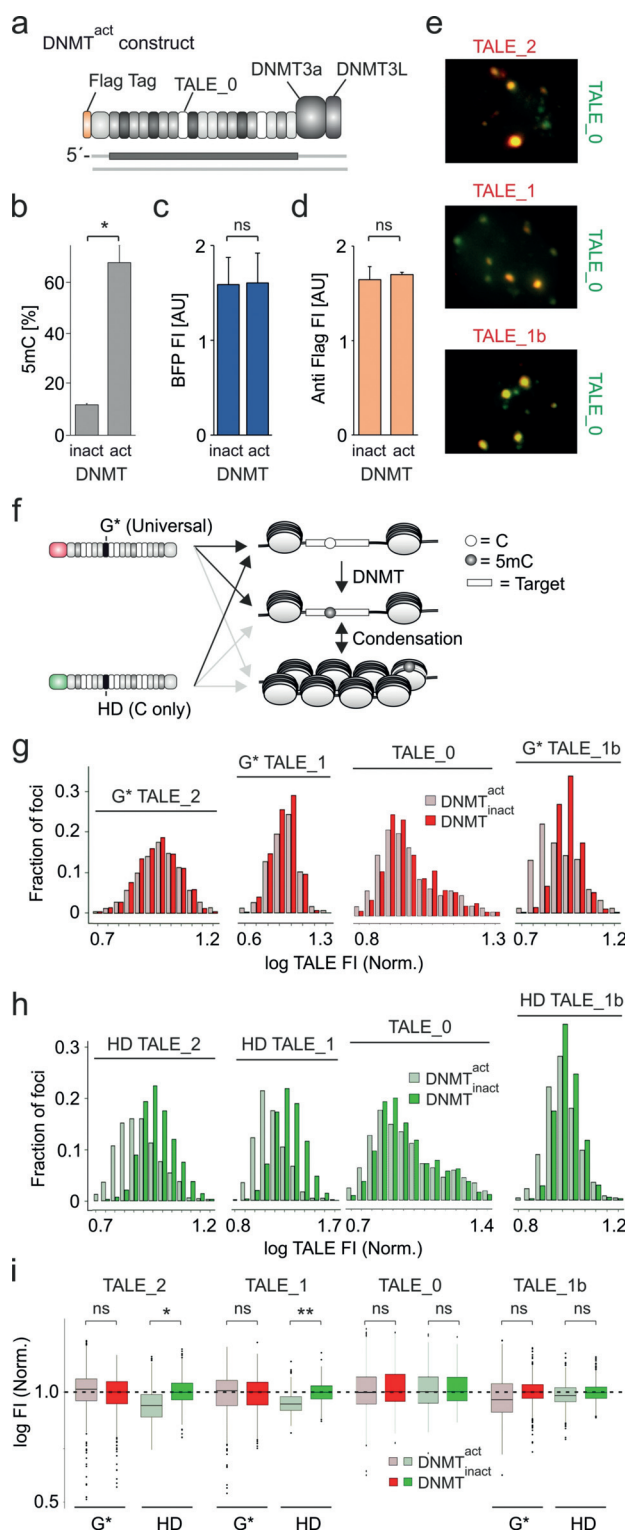 a
DNMT^act construct
Flag Tag
TALE_0
DNMT3a
DNMT3L
5´-
e
TALE_2
TALE_0
TALE_1
TALE_0
TALE_1b
TALE_0
b
*
5mC [%]
60
40
20
0
inact act
DNMT
c
ns
BFP FI [AU]
2
1
0
inact act
DNMT
d
ns
Anti Flag FI [AU]
2
1
0
inact act
DNMT
f
G* (Universal)
HD (C only)
DNMT
Condensation
= C
= 5mC
= Target
g
G* TALE_2
G* TALE_1
TALE_0
G* TALE_1b
DNMT^act
DNMT^inact
Fraction of foci
0.3
0.2
0.1
0
0.7 1.2
0.6 1.3
0.8 1.3
0.7 1.2
log TALE FI (Norm.)
h
HD TALE_2
HD TALE_1
TALE_0
HD TALE_1b
DNMT^act
DNMT^inact
Fraction of foci
0.3
0.2
0.1
0
0.7 1.2
0.8 1.7
0.7 1.4
0.8 1.2
log TALE FI (Norm.)
i
TALE_2 TALE_1 TALE_0 TALE_1b
ns * ns ** ns ns ns ns
log FI (Norm.)
1.0
0.5
DNMT^act
DNMT^inact
G* HD G* HD G* HD